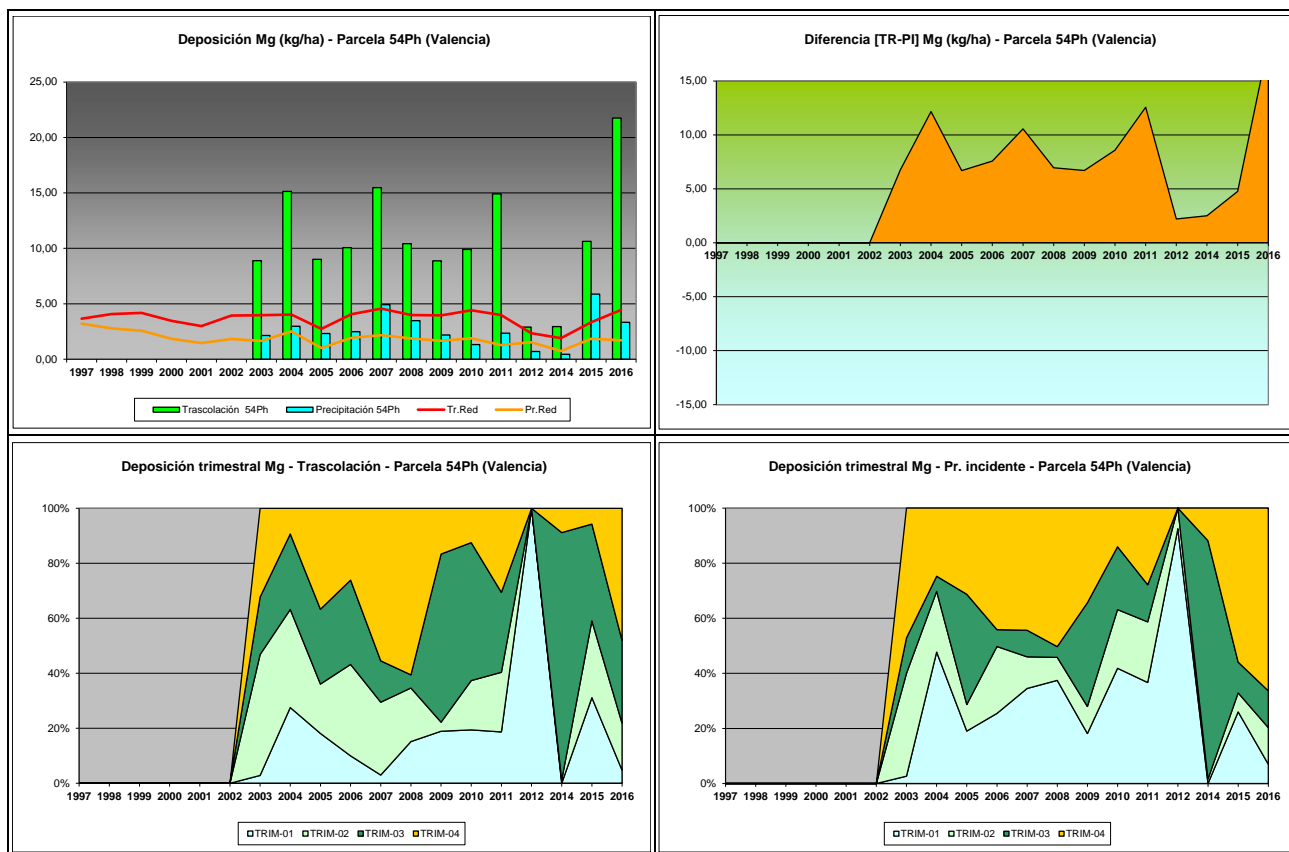 Deposición Mg (kg/ha) - Parcela 54Ph (Valencia)
25,00
20,00
15,00
10,00
5,00
0,00
1997 1998 1999 2000 2001 2002 2003 2004 2005 2006 2007 2008 2009 2010 2011 2012 2014 2015 2016
Trascolación 54Ph Precipitación 54Ph Tr.Red Pr.Red
Diferencia [TR-PI] Mg (kg/ha) - Parcela 54Ph (Valencia)
15,00
10,00
5,00
0,00
1997 1998 1999 2000 2001 2002 2003 2004 2005 2006 2007 2008 2009 2010 2011 2012 2014 2015 2016
-5,00
-10,00
-15,00
Deposición trimestral Mg - Trascolación - Parcela 54Ph (Valencia)
100%
80%
60%
40%
20%
0%
1997 1998 1999 2000 2001 2002 2003 2004 2005 2006 2007 2008 2009 2010 2011 2012 2014 2015 2016
TRIM-01 TRIM-02 TRIM-03 TRIM-04
Deposición trimestral Mg - Pr. incidente - Parcela 54Ph (Valencia)
100%
80%
60%
40%
20%
0%
1997 1998 1999 2000 2001 2002 2003 2004 2005 2006 2007 2008 2009 2010 2011 2012 2014 2015 2016
TRIM-01 TRIM-02 TRIM-03 TRIM-04